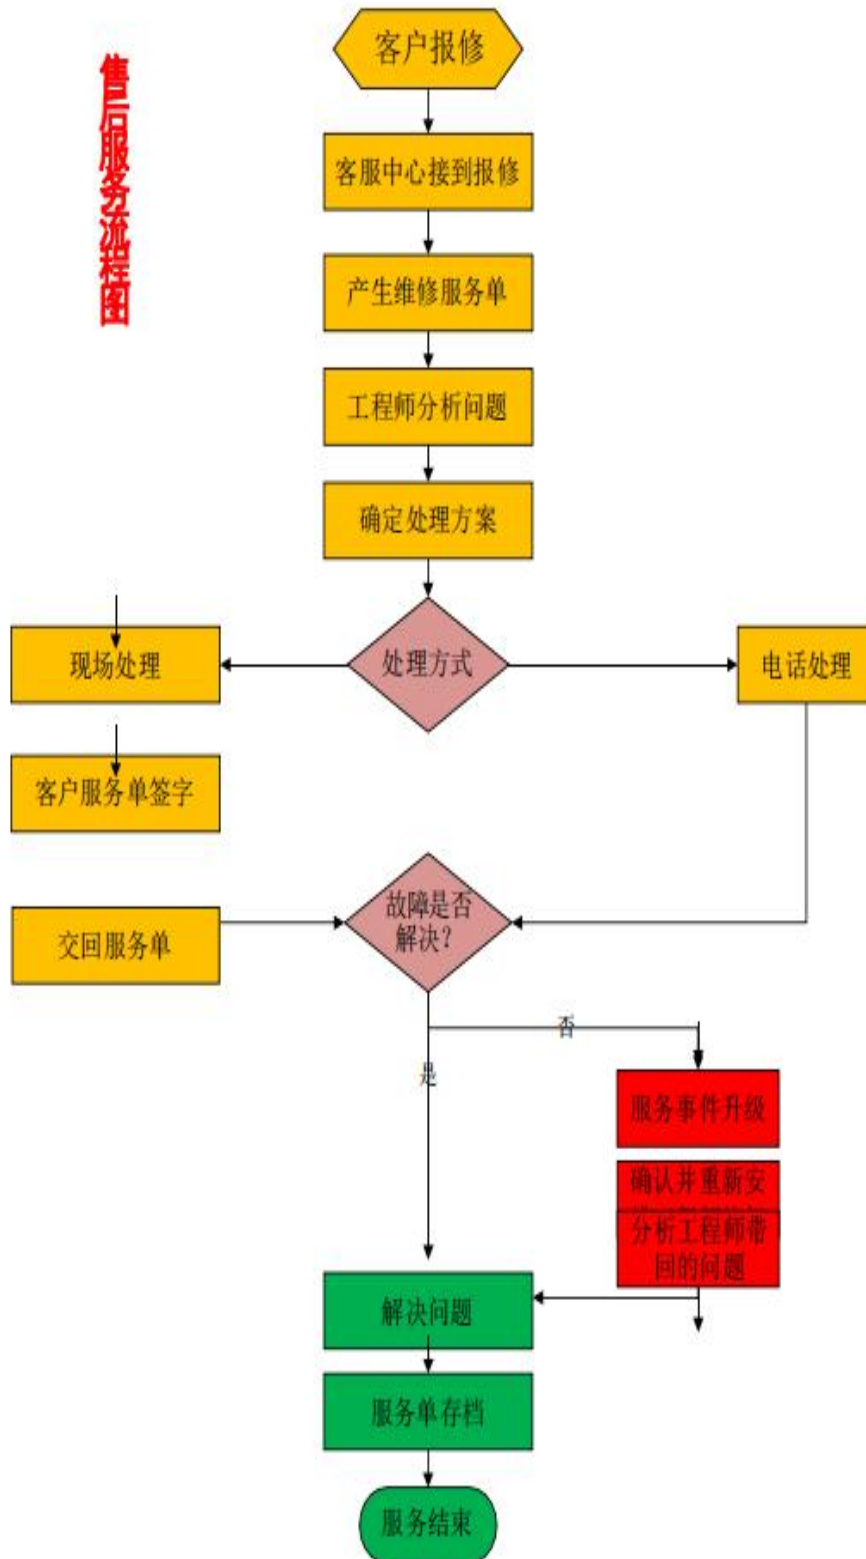 售后服务流程图
客户报修
客服中心接到报修
产生维修服务单
工程师分析问题
确定处理方案
现场处理
处理方式
电话处理
客户服务单签字
故障是否
解决?
交回服务单
否
是
服务事件升级
确认并重新安
分析工程师带
回的问题
解决问题
服务单存档
服务结束